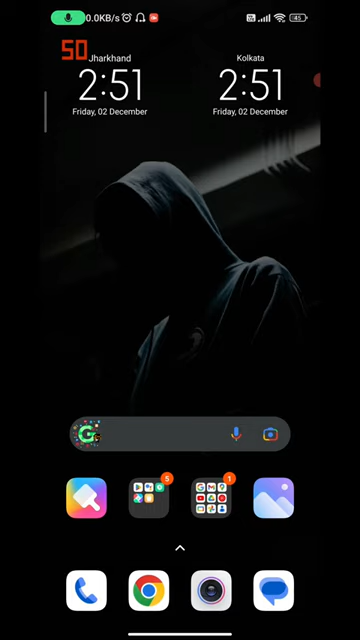 0.0KB/s
45
50
Jharkhand
Kolkata
2:51
2:51
Friday, 02 December
Friday, 02 December
G
5
1